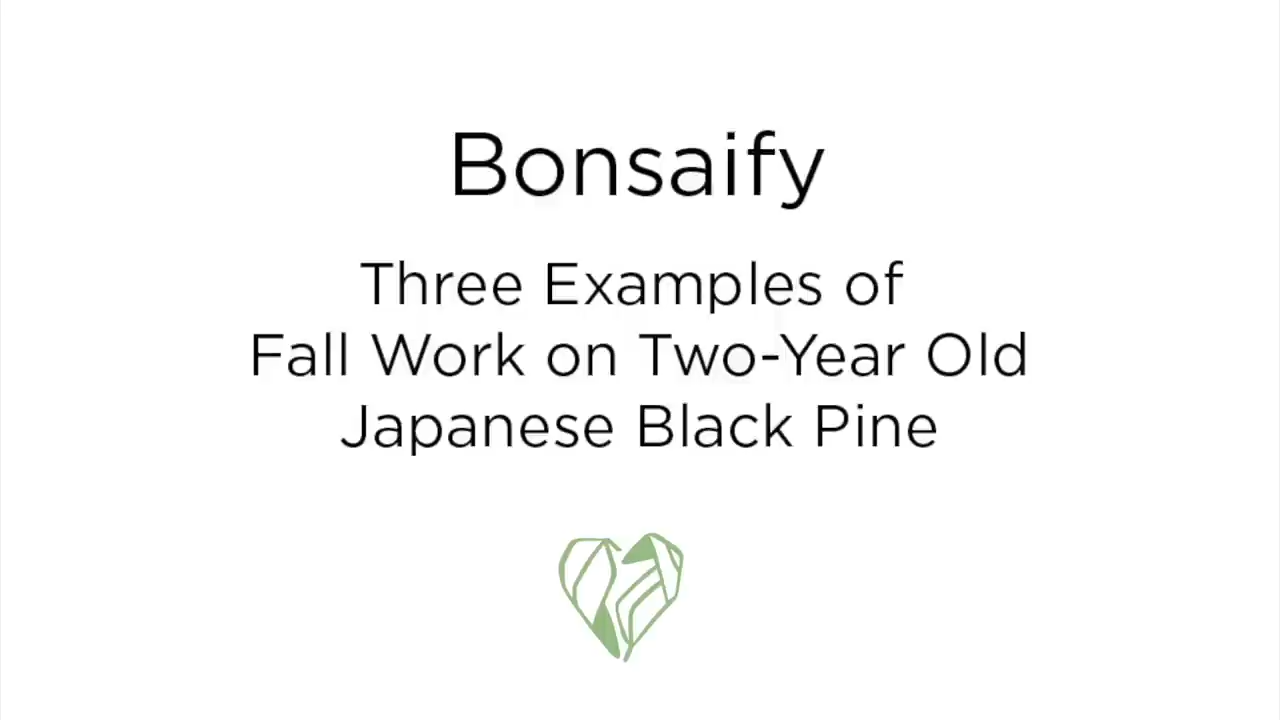 Bonsaify
Three Examples of
Fall Work on Two-Year Old
Japanese Black Pine